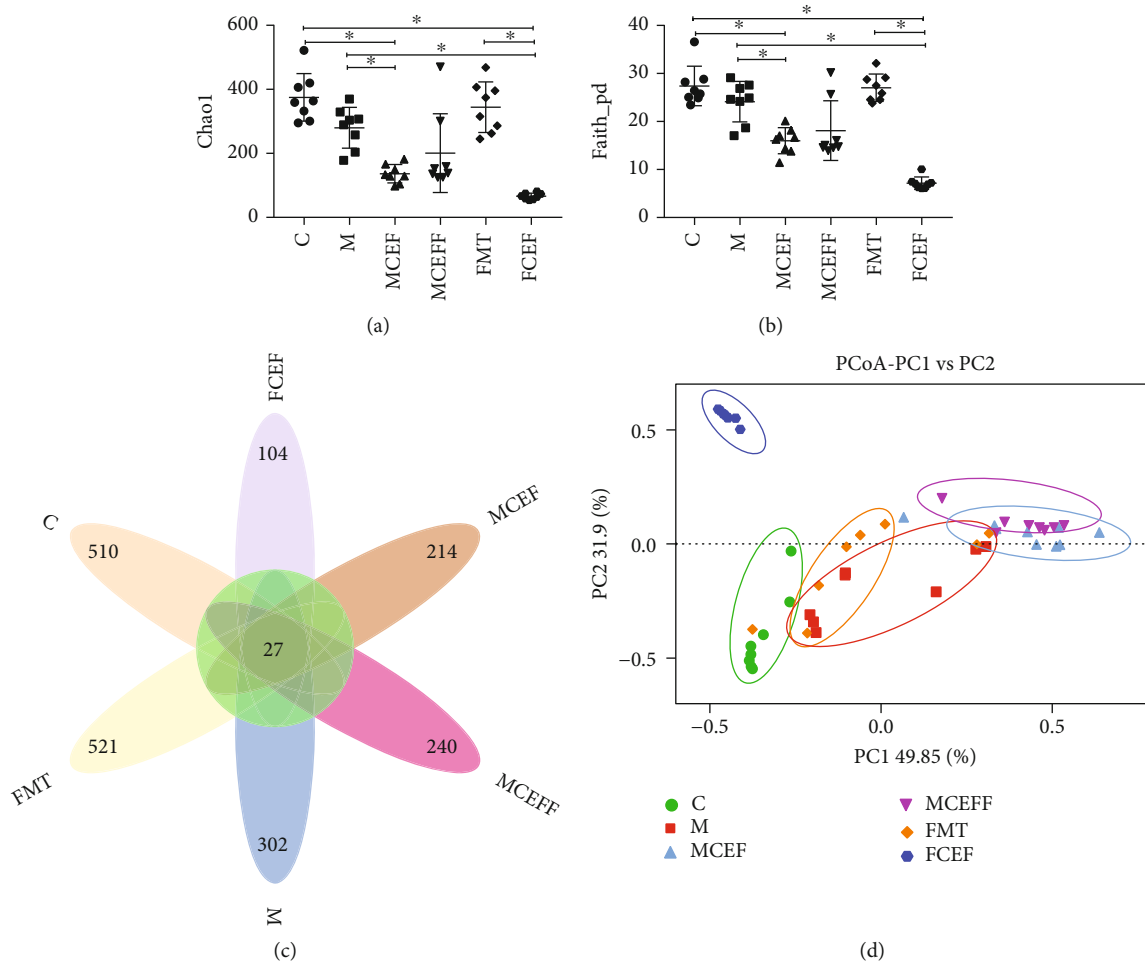 600
400
200
0
Chao1
*
*
*
*
*
C
M
MCEF
MCEFF
FMT
FCEF
(a)
40
30
20
10
0
Faith_pd
*
*
*
*
*
C
M
MCEF
MCEFF
FMT
FCEF
(b)
FCEF
104
MCEF
214
C
510
27
FMT
521
MCEFF
240
302
M
(c)
PCoA-PC1 vs PC2
0.5
0.0
−0.5
PC2 31.9 (%)
−0.5
0.0
0.5
PC1 49.85 (%)
C
M
MCEF
MCEFF
FMT
FCEF
(d)